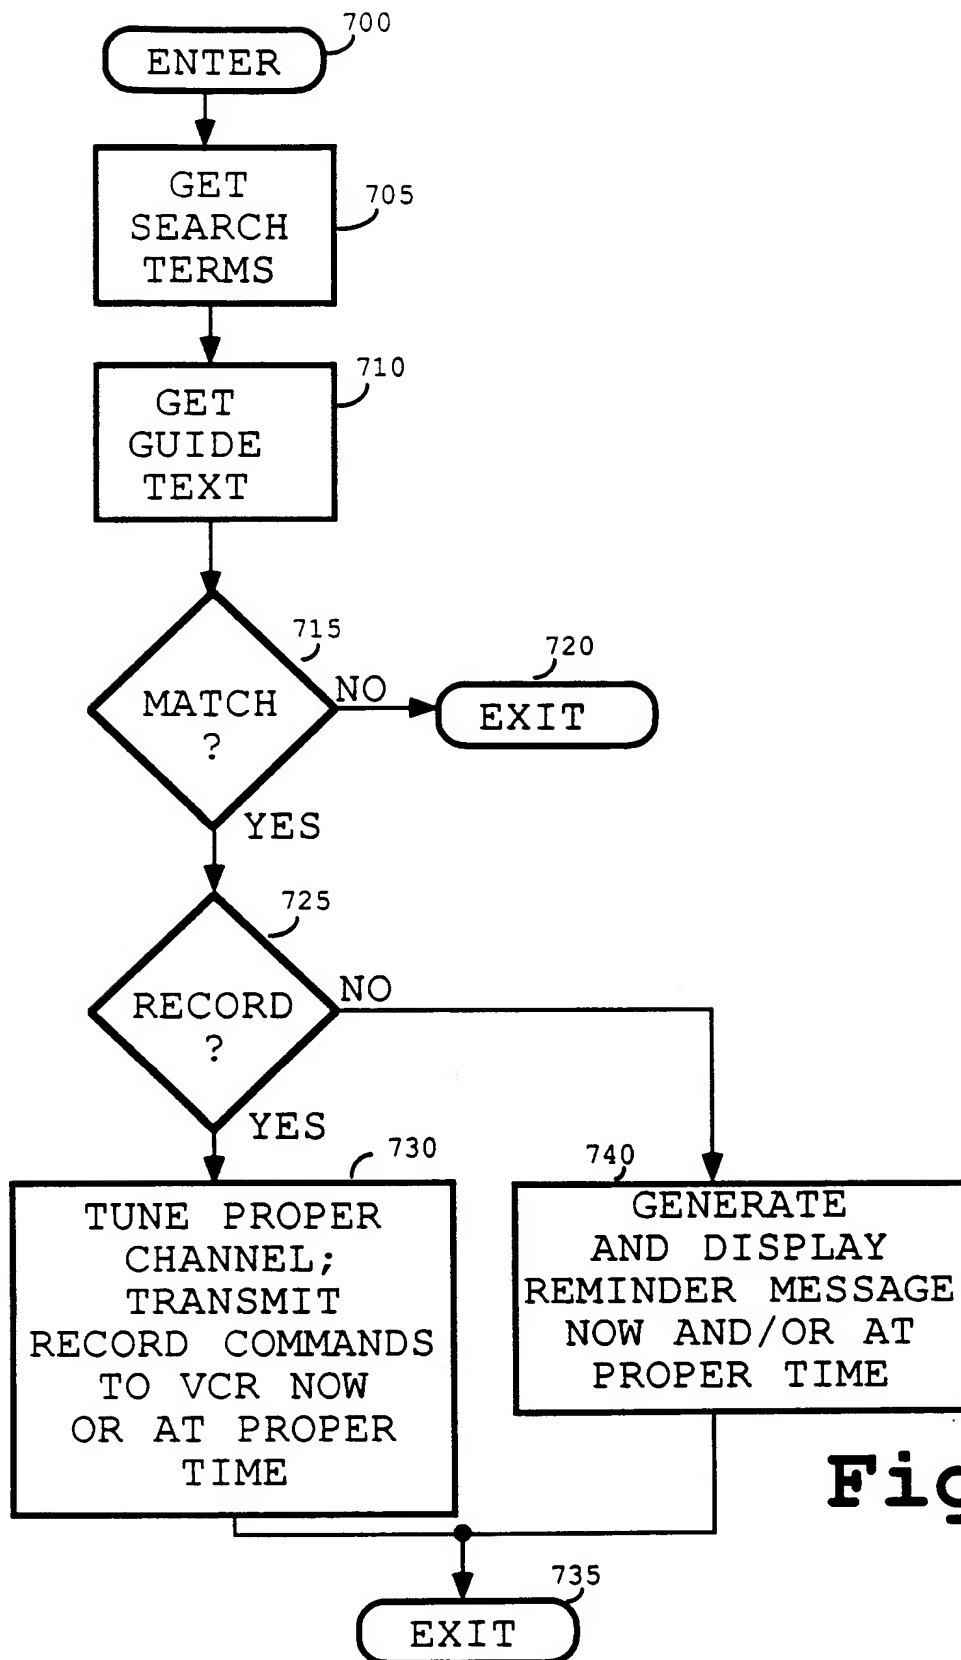 700
ENTER
GET
SEARCH
TERMS
705
GET
GUIDE
TEXT
710
715
MATCH
?
NO
720
EXIT
YES
725
RECORD
?
NO
YES
730
TUNE PROPER
CHANNEL;
TRANSMIT
RECORD COMMANDS
TO VCR NOW
OR AT PROPER
TIME
740
GENERATE
AND DISPLAY
REMINDER MESSAGE
NOW AND/OR AT
PROPER TIME
Fig
735
EXIT